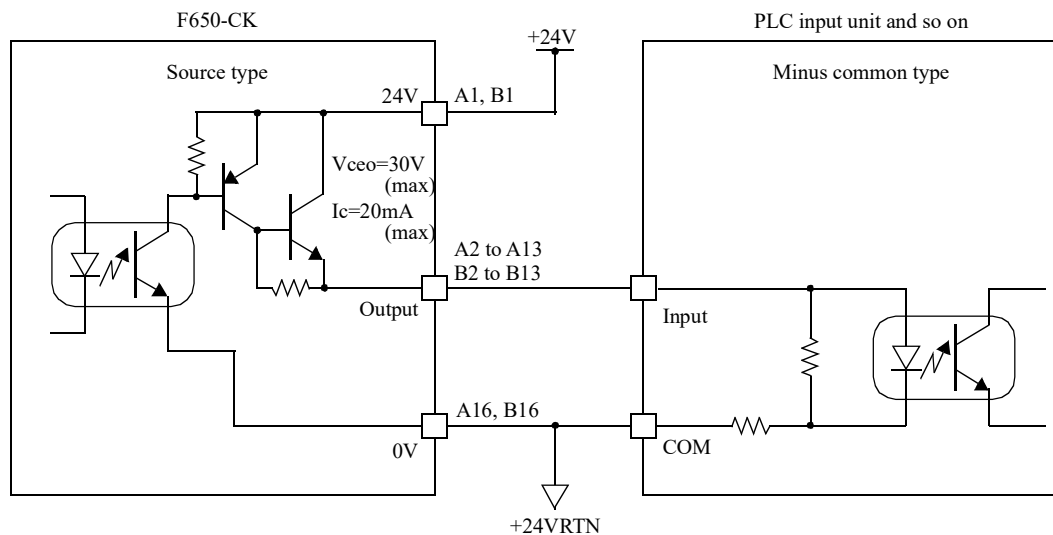 F650-CK
PLC input unit and so on
+24V
Source type
Minus common type
24V
A1, B1
Vceo=30V
(max)
Ic=20mA
(max)
A2 to A13
B2 to B13
Output
Input
A16, B16
0V
COM
+24VRTN